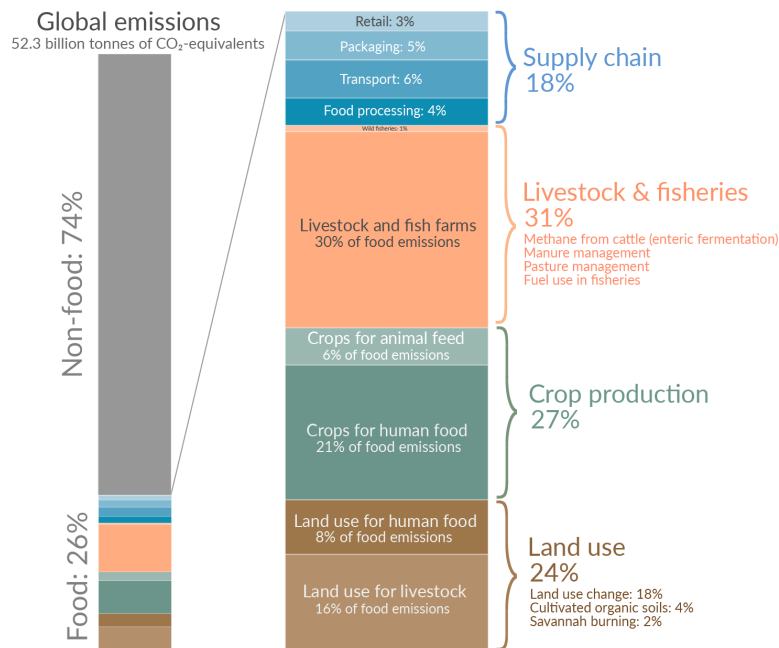 Global emissions
52.3 billion tonnes of CO₂-equivalents
Non-food: 74%
Food: 26%
Retail: 3%
Packaging: 5%
Transport: 6%
Food processing: 4%
Supply chain
18%
Wild fisheries: 1%
Livestock and fish farms
30% of food emissions
Livestock & fisheries
31%
Methane from cattle (enteric fermentation)
Manure management
Pasture management
Fuel use in fisheries
Crops for animal feed
6% of food emissions
Crops for human food
21% of food emissions
Crop production
27%
Land use for human food
8% of food emissions
Land use for livestock
16% of food emissions
Land use
24%
Land use change: 18%
Cultivated organic soils: 4%
Savannah burning: 2%